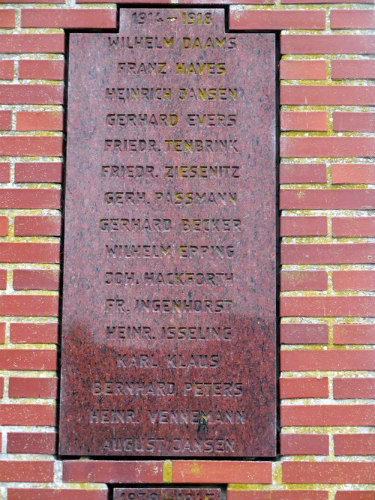 1914 - 1918
WILHELM DAAMS
FRANZ HAVES
HEINRICH JANSEN
GERHARD EVERS
FRIEDR. TENBRINK
FRIEDR. ZIESENITZ
GERH. PASSMANN
GERHARD BECKER
WILHELM EPPING
JOH. HACKFORTH
FR. INGENHORST
HEINR. ISSELING
KARL KLAUS
BERNHARD PETERS
HEINR. VENNEMANN
AUGUST JANSEN